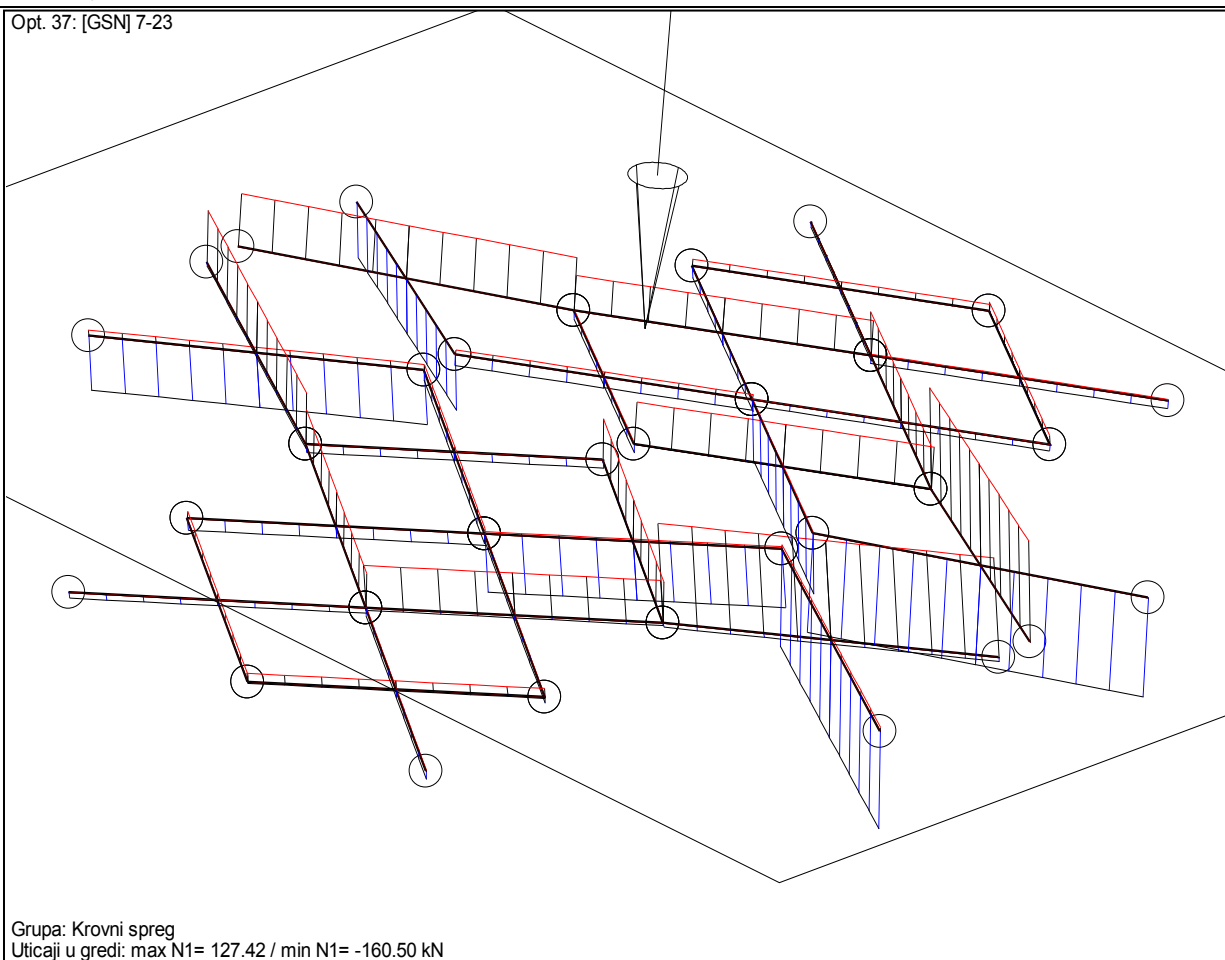 Opt. 37: [GSN] 7-23
Grupa: Krovni spreg
Uticaji u gredi: max N1= 127.42 / min N1= -160.50 kN